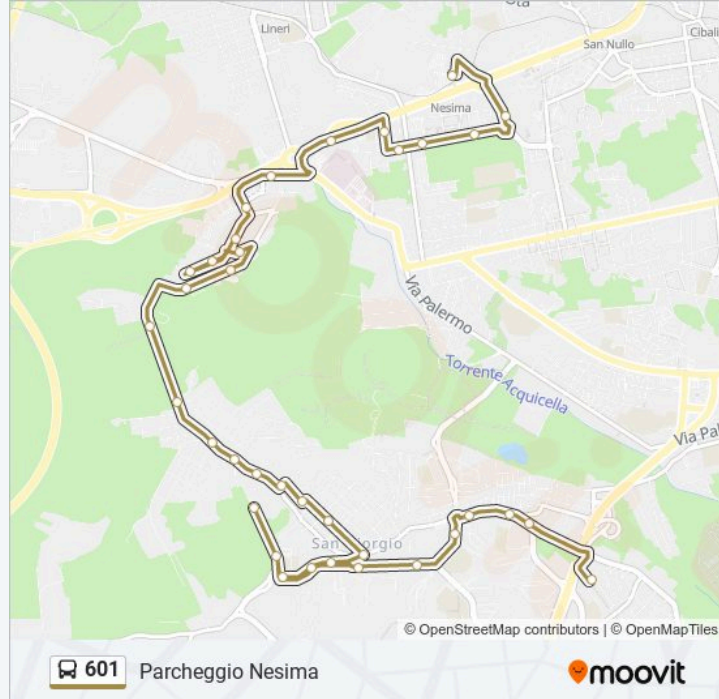 Ota
Lineri
San Nullo
Cibali
Nesima
Via Palermo
Torrente Acquicella
Via Pal
San Giorgio
© OpenStreetMap contributors | © OpenMapTiles
601 Parcheggio Nesima
moovit